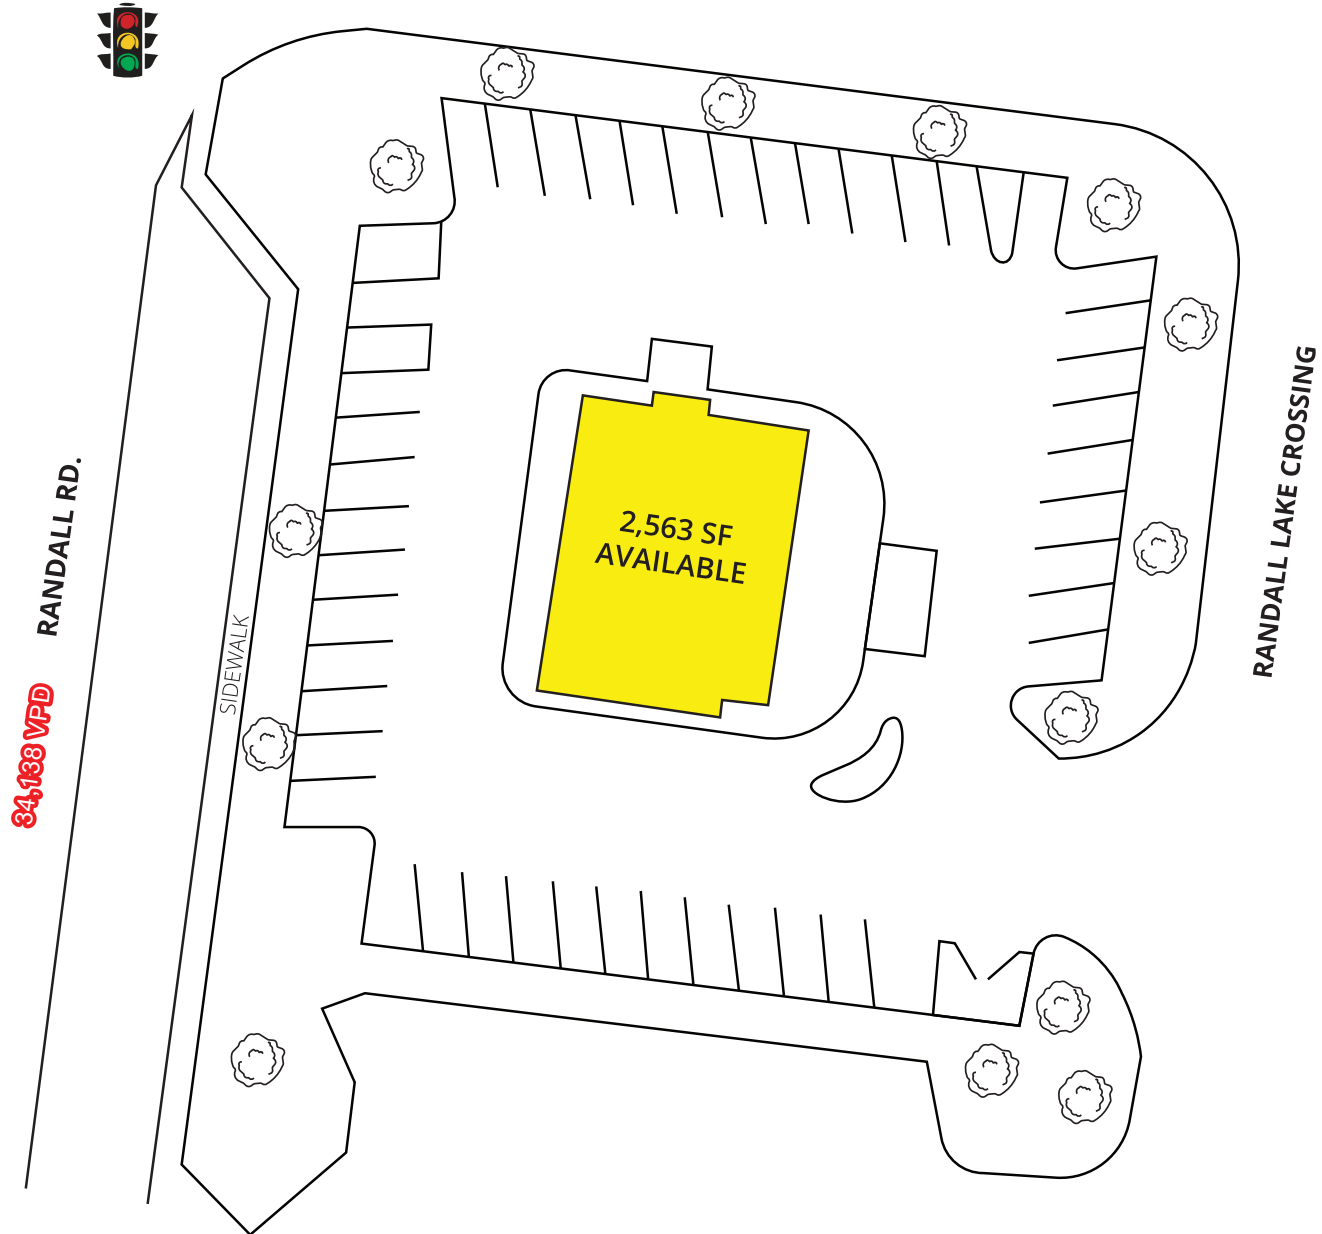 RANDALL RD.
34,138 VPD
SIDEWALK
2,563 SF
AVAILABLE
RANDALL LAKE CROSSING